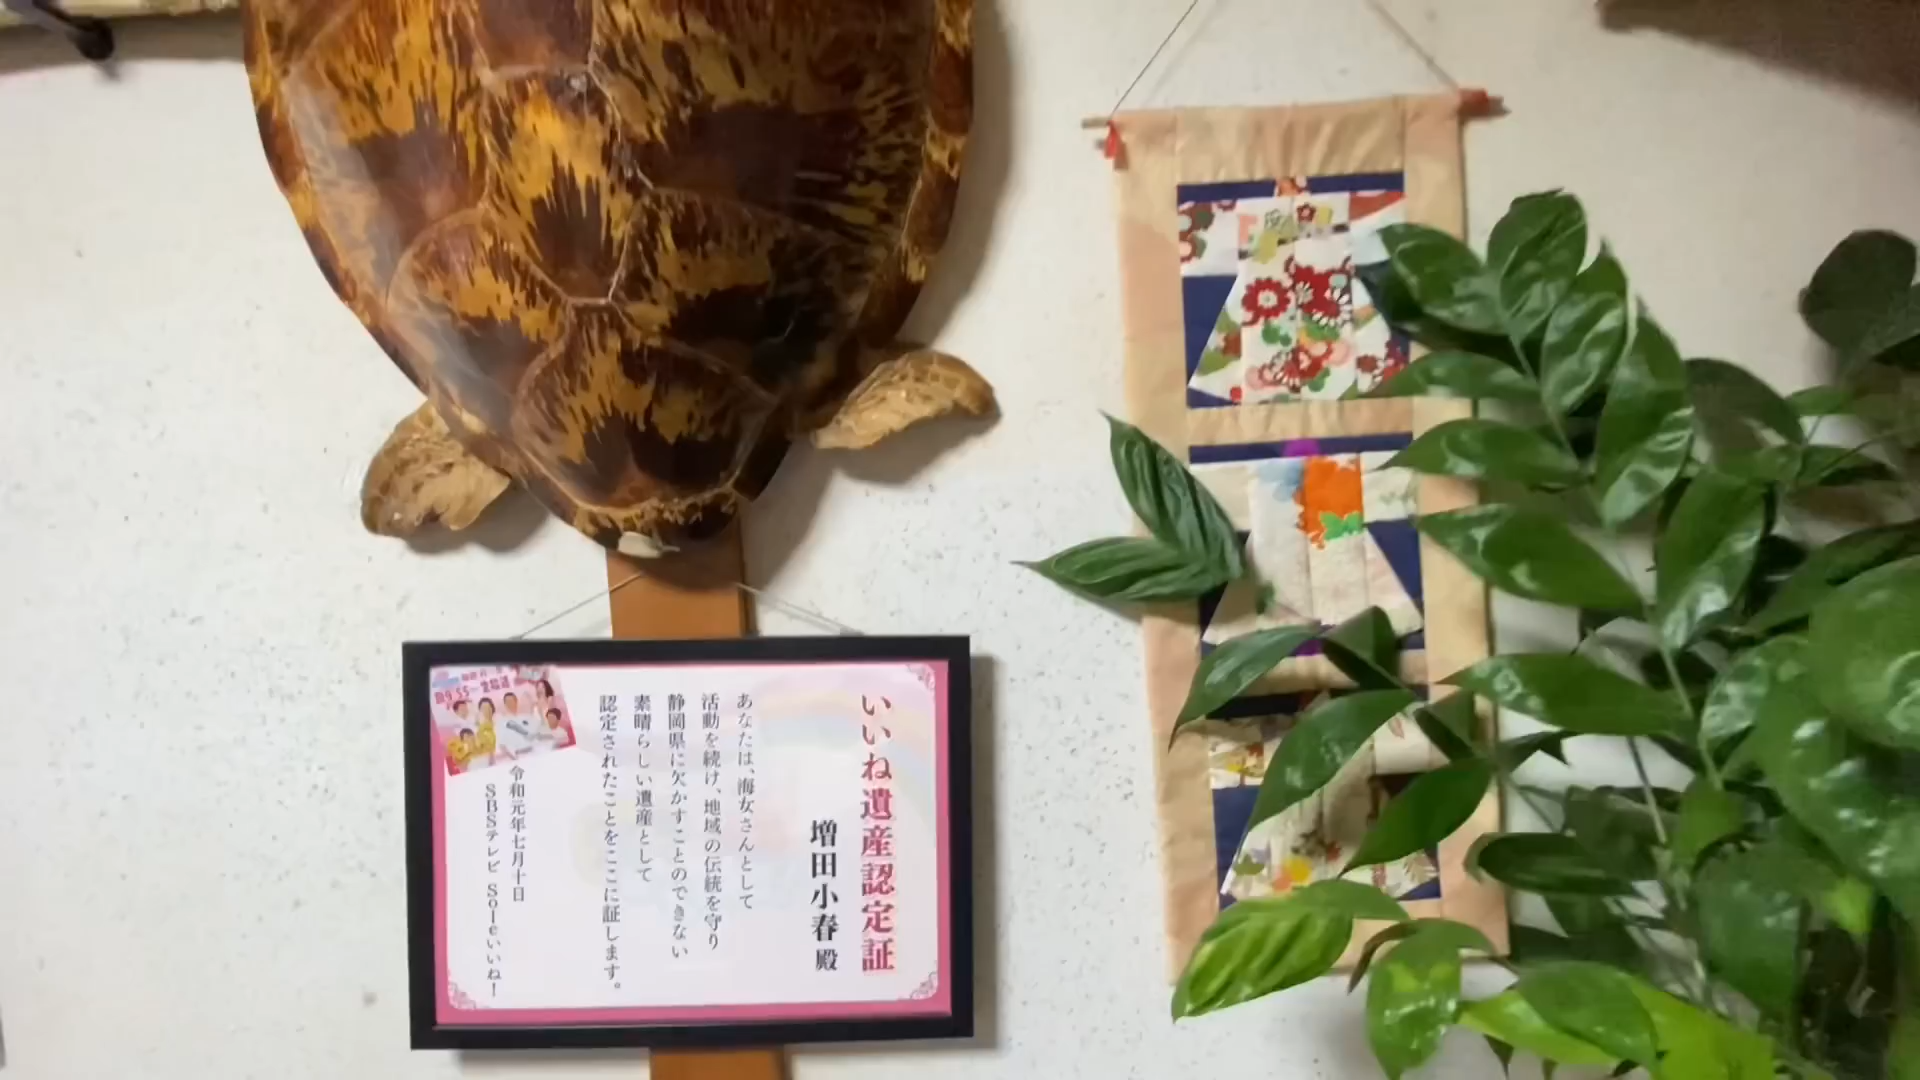 いいね遺産認定証
増田小春殿
あなたは、海女さんとして
活動を続け、地域の伝統を守り
静岡県に欠かすことのできない
素晴らしい遺産として
認定されたことをここに証します。
令和元年七月十日
SBSテレビ Soleいいね!